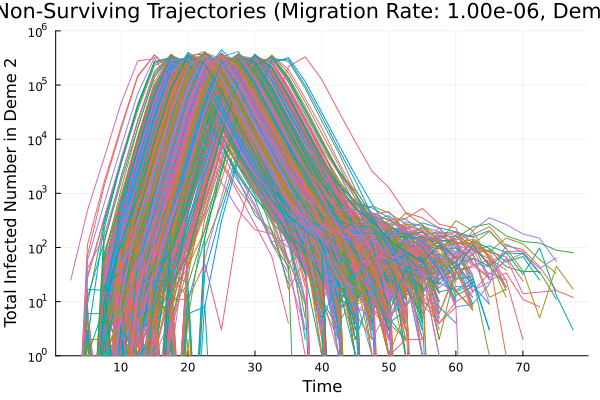 Non-Surviving Trajectories (Migration Rate: 1.00e-06, Dem
Total Infected Number in Deme 2
10^6
10^5
10^4
10^3
10^2
10^1
10^0
10 20 30 40 50 60 70
Time